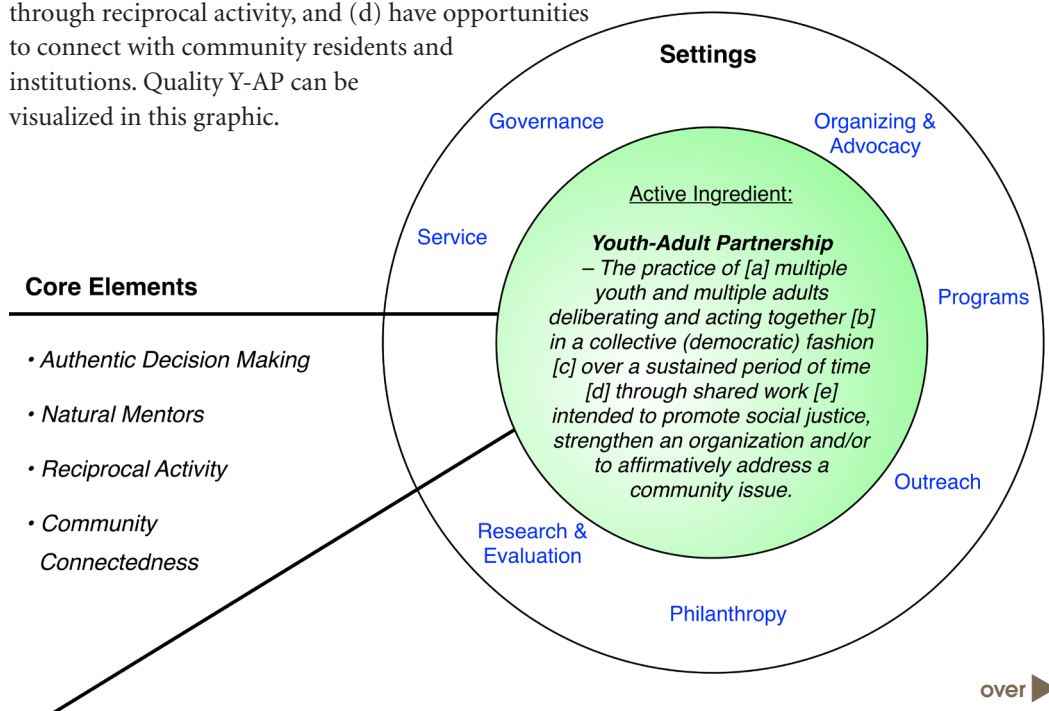 through reciprocal activity, and (d) have opportunities
to connect with community residents and
institutions. Quality Y-AP can be
visualized in this graphic.
Settings
Governance
Organizing &
Advocacy
Service
Programs
Outreach
Research &
Evaluation
Philanthropy
Active Ingredient:
Youth-Adult Partnership
– The practice of [a] multiple
youth and multiple adults
deliberating and acting together [b]
in a collective (democratic) fashion
[c] over a sustained period of time
[d] through shared work [e]
intended to promote social justice,
strengthen an organization and/or
to affirmatively address a
community issue.
Core Elements
• Authentic Decision Making
• Natural Mentors
• Reciprocal Activity
• Community
Connectedness
over